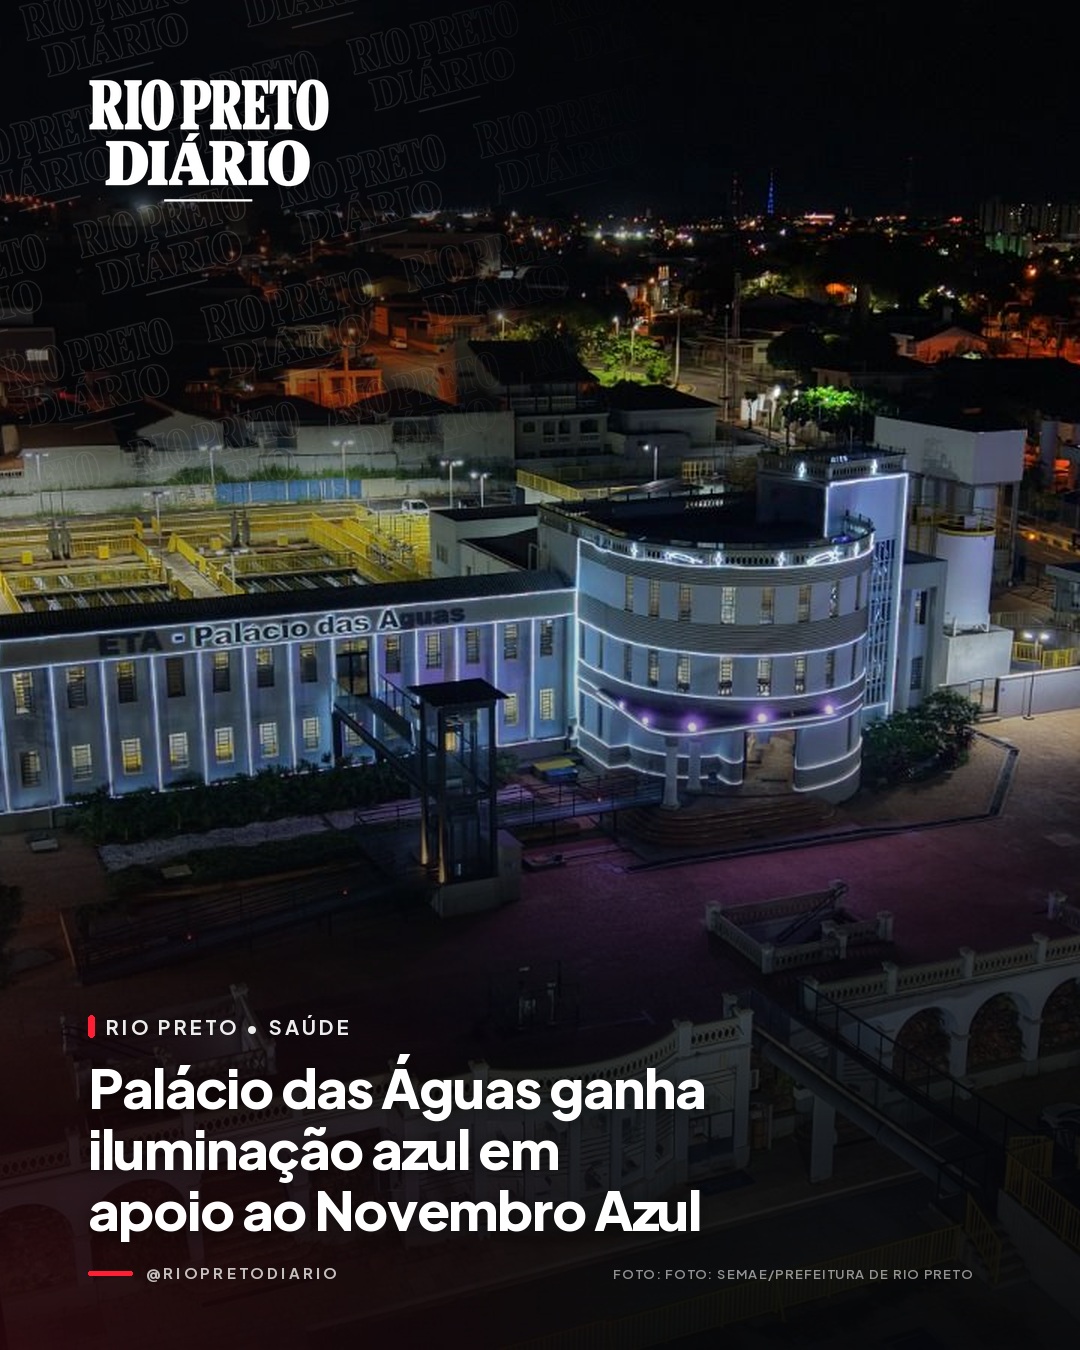 RIO PRETO
DIÁRIO
ETA - Palácio das Águas
RIO PRETO • SAÚDE
Palácio das Águas ganha
iluminação azul em
apoio ao Novembro Azul
@RIOPRETODIARIO
FOTO: FOTO: SEMAE/PREFEITURA DE RIO PRETO